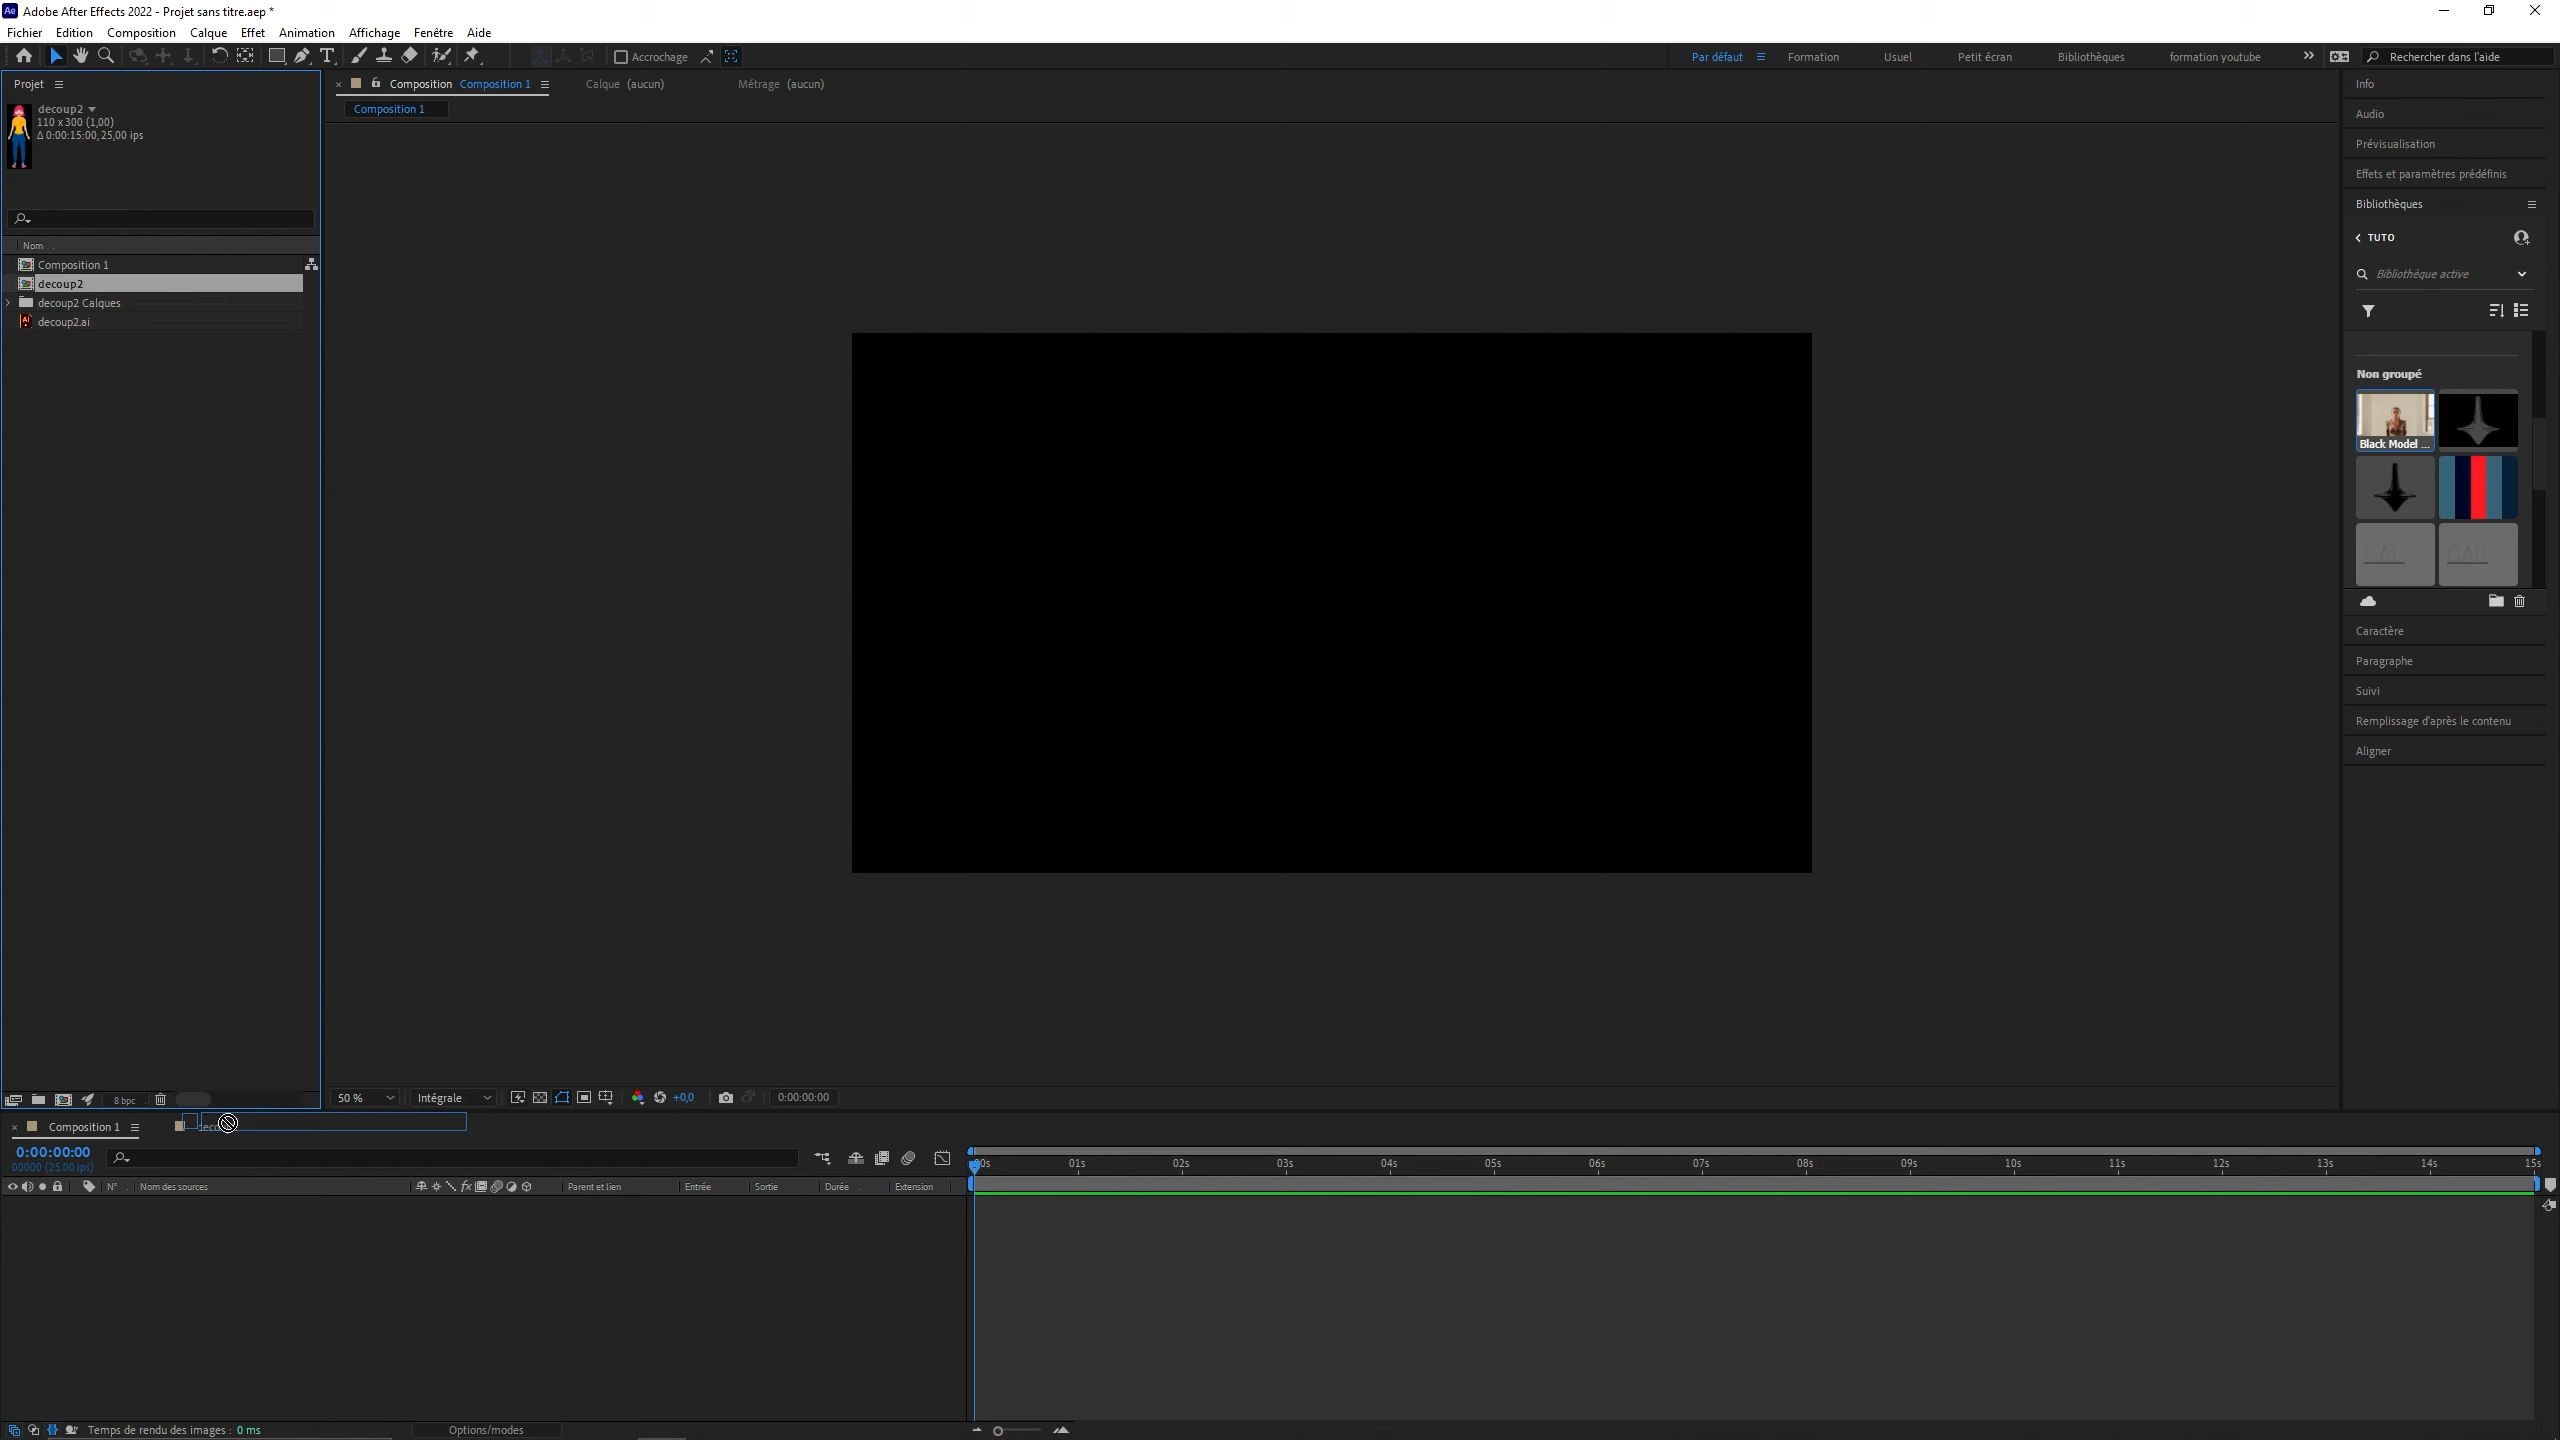 Adobe After Effects 2022 - Projet sans titre.aep *
Fichier Edition Composition Calque Effet Animation Affichage Fenêtre Aide
Accrochage
Par défaut Formation Usuel Petit écran Bibliothèques formation youtube
Rechercher dans l'aide
Projet
decoup2
110 x 300 (1,00)
Δ 0:00:15:00, 25,00 ips
Nom
Composition 1
decoup2
decoup2 Calques
decoup2.ai
8 bpc
Composition Composition 1 Calque (aucun) Métrage (aucun)
Composition 1
50 % Intégrale +0,0 0:00:00:00
Info
Audio
Prévisualisation
Effets et paramètres prédéfinis
Bibliothèques
TUTO
Bibliothèque active
Non groupé
Black Model ...
CAP
CAP
Caractère
Paragraphe
Suivi
Remplissage d'après le contenu
Aligner
Composition 1
0:00:00:00
00000 (25.00 ips)
N° Nom des sources Parent et lien Entrée Sortie Durée Extension
01s 02s 03s 04s 05s 06s 07s 08s 09s 10s 11s 12s 13s 14s 15s
Temps de rendu des images : 0 ms
Options/modes